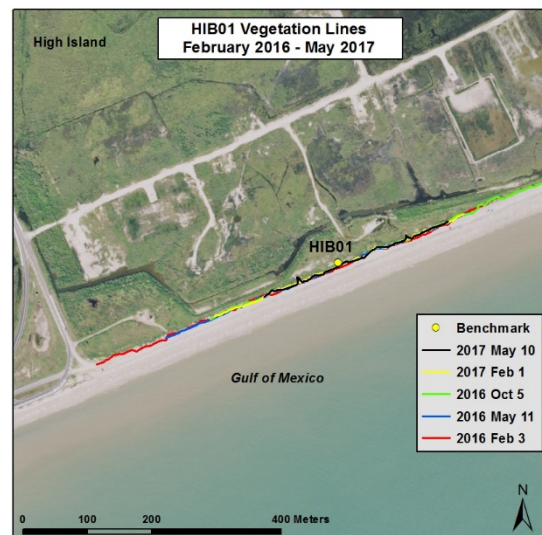 HIB01 Vegetation Lines
February 2016 - May 2017
High Island
HIB01
Gulf of Mexico
Benchmark
2017 May 10
2017 Feb 1
2016 Oct 5
2016 May 11
2016 Feb 3
N
0 100 200 400 Meters